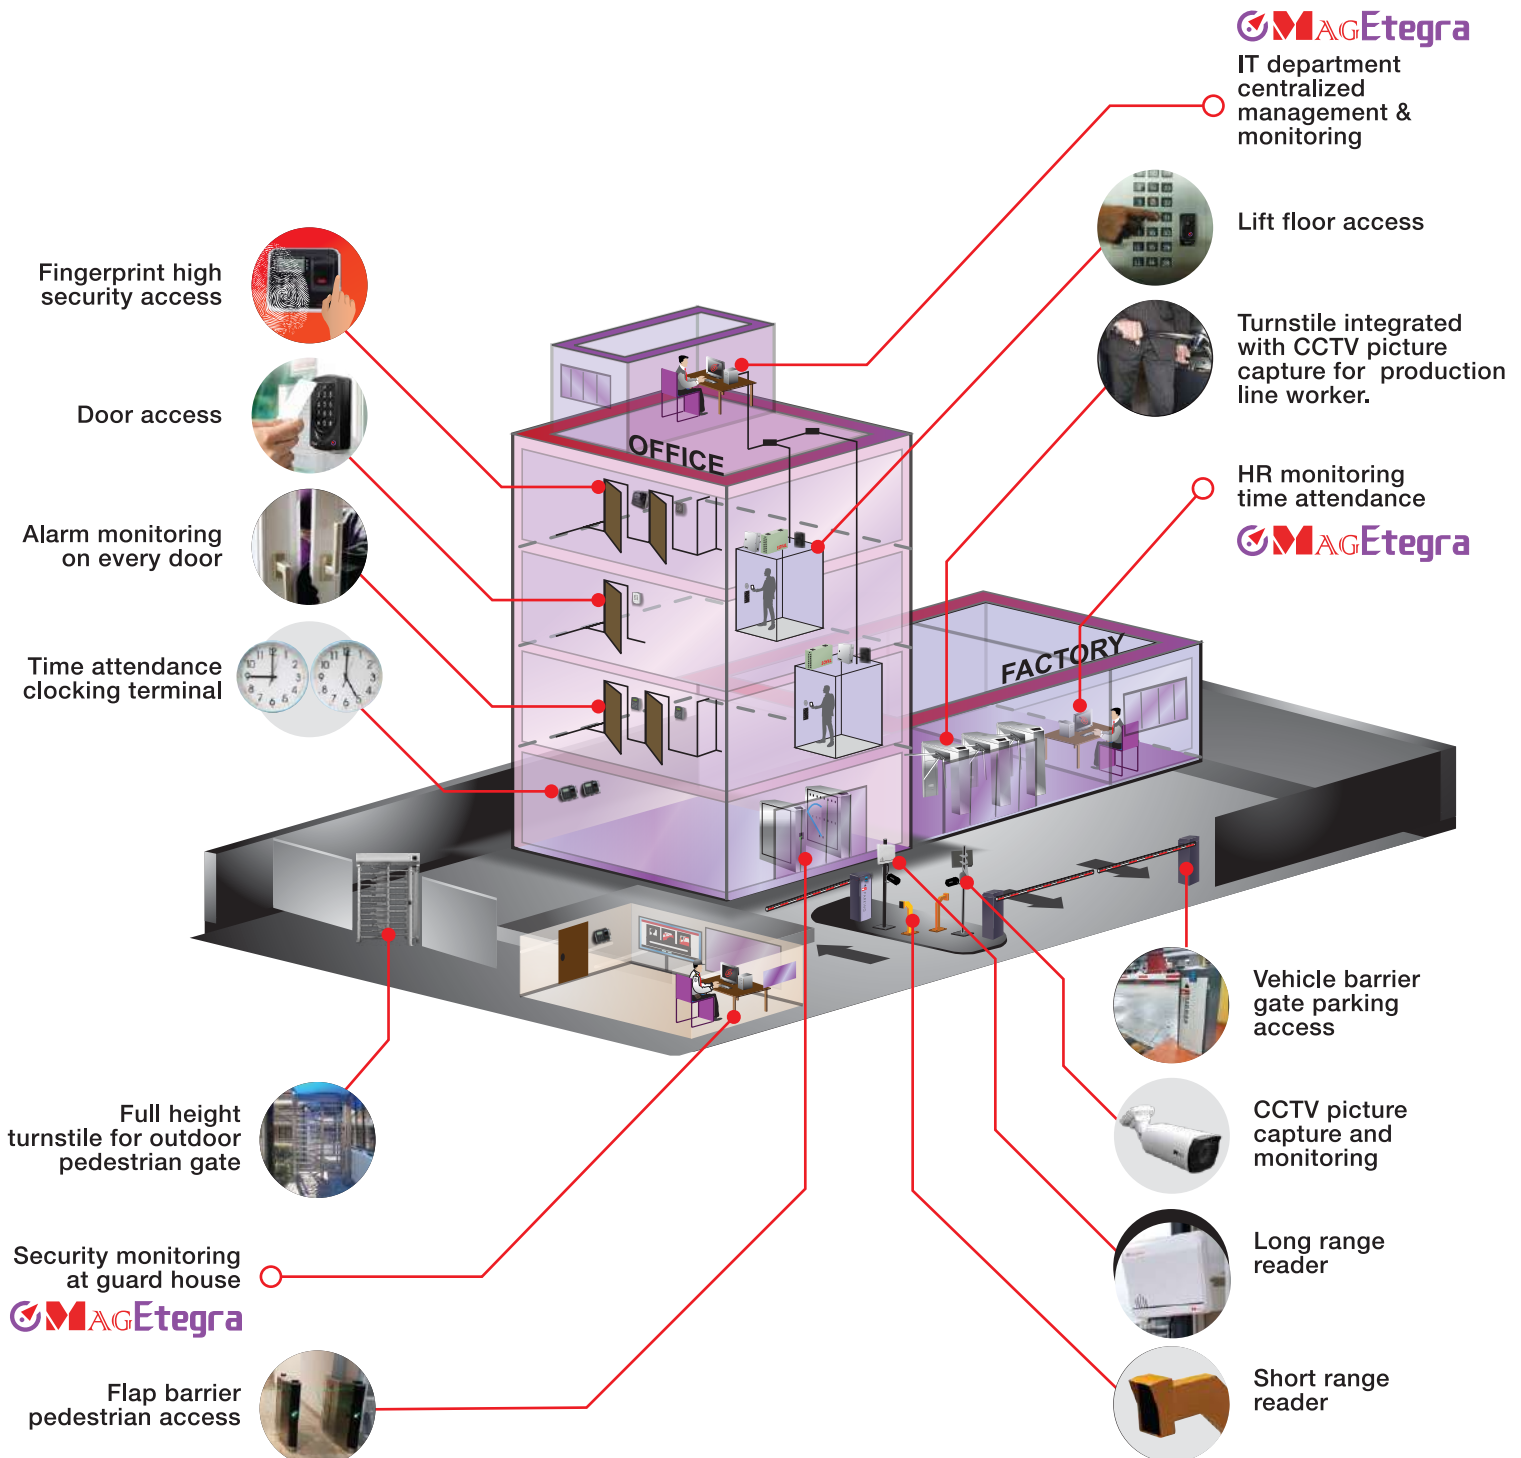 MAGEtegra
IT department
centralized
management &
monitoring
Lift floor access
Turnstile integrated
with CCTV picture
capture for production
line worker.
HR monitoring
time attendance
MAGEtegra
Fingerprint high
security access
Door access
Alarm monitoring
on every door
Time attendance
clocking terminal
OFFICE
FACTORY
Full height
turnstile for outdoor
pedestrian gate
Security monitoring
at guard house
MAGEtegra
Flap barrier
pedestrian access
Vehicle barrier
gate parking
access
CCTV picture
capture and
monitoring
Long range
reader
Short range
reader